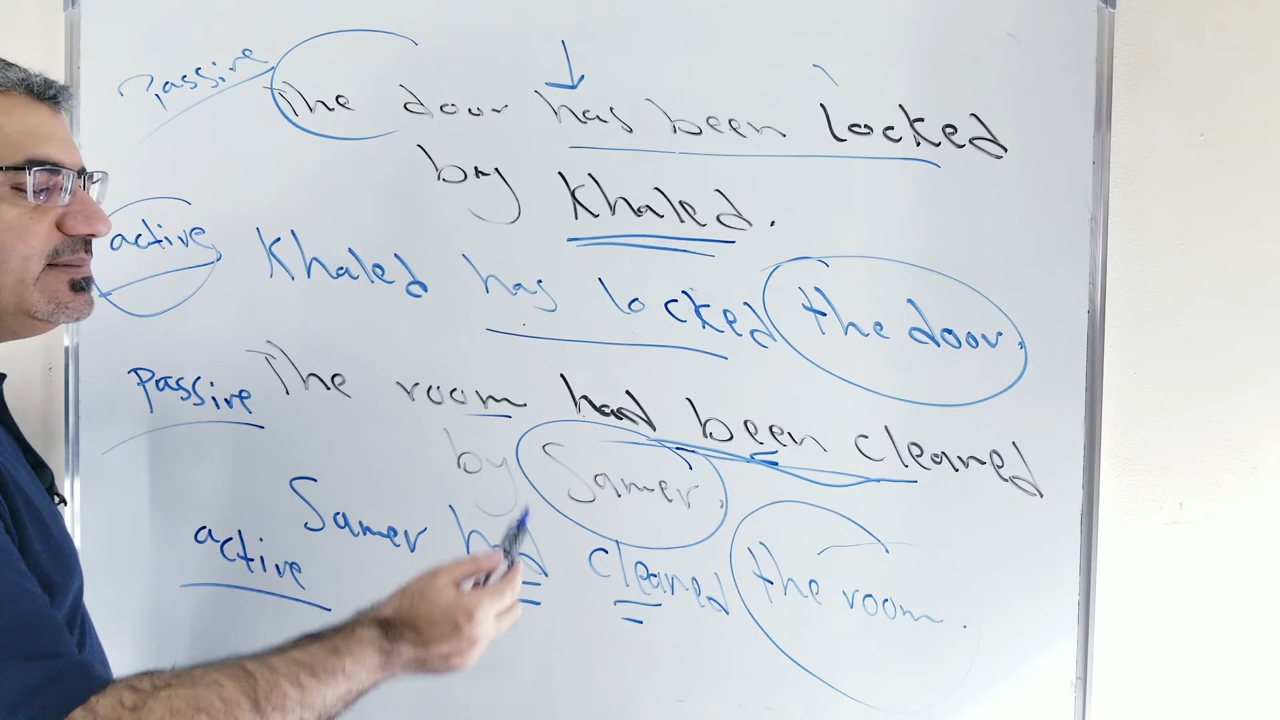 Passive The door has been locked
by Khaled.
active Khaled has locked the door.
Passive The room had been cleaned
by Samer.
active Samer had cleaned the room.